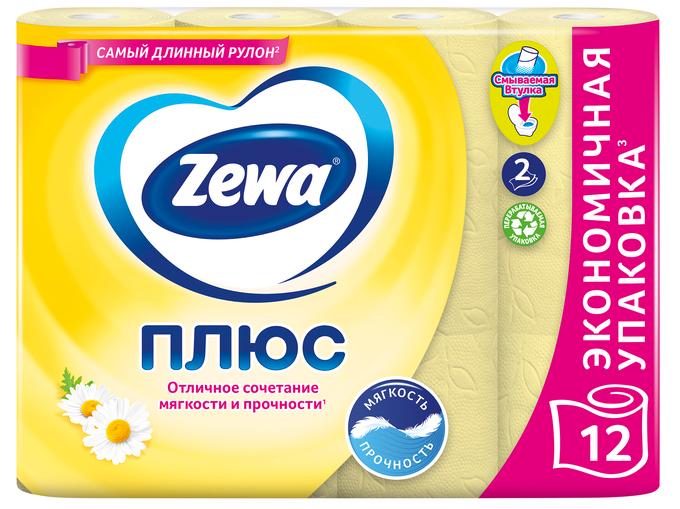 САМЫЙ ДЛИННЫЙ РУЛОН²
Zewa®
ПЛЮС
Отличное сочетание
мягкости и прочности¹
МЯГКОСТЬ
ПРОЧНОСТЬ
Смываемая
Втулка
2
ПЕРЕРАБАТЫВАЕМАЯ
УПАКОВКА
ЭКОНОМИЧНАЯ
УПАКОВКА³
12